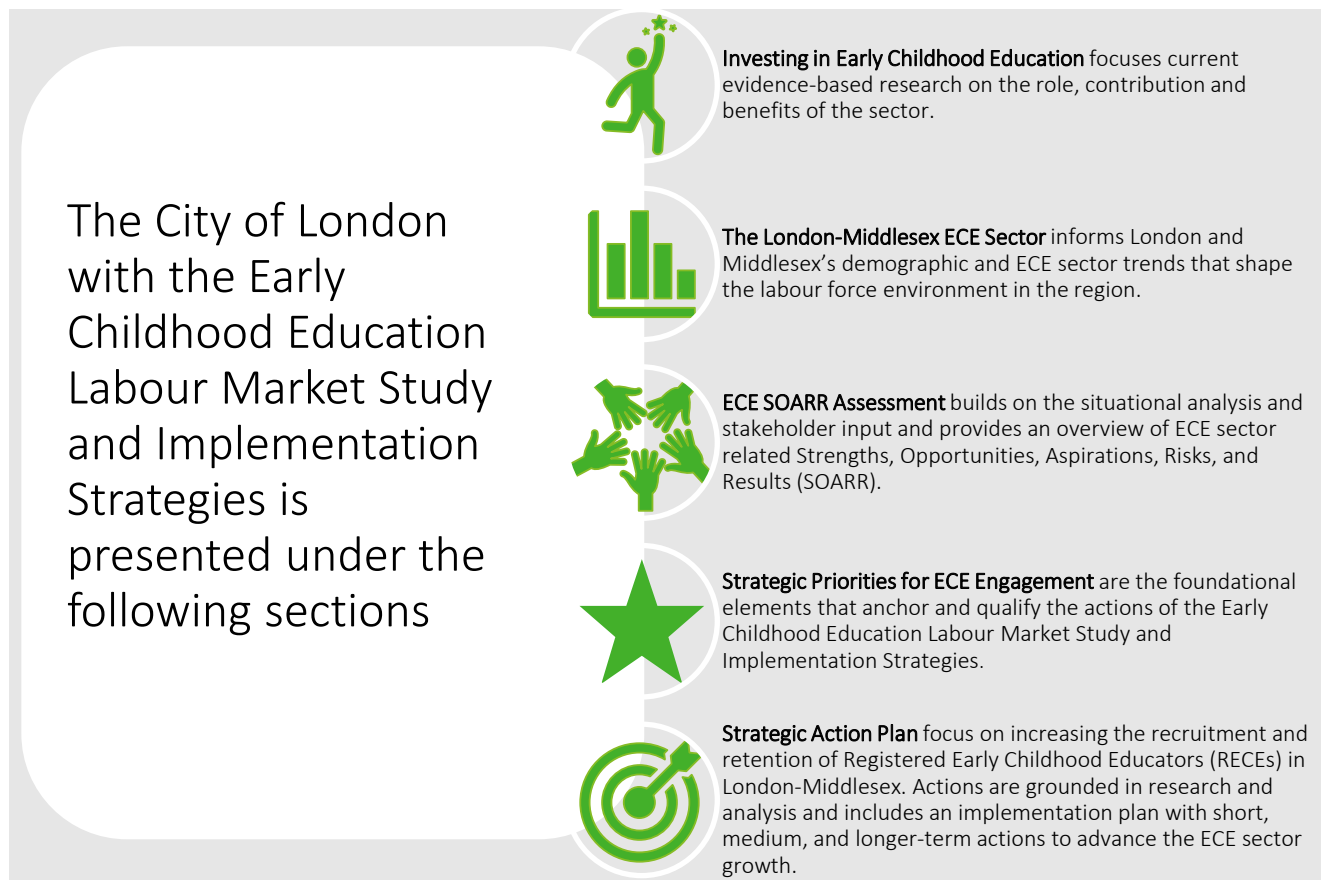 The City of London
with the Early
Childhood Education
Labour Market Study
and Implementation
Strategies is
presented under the
following sections
Investing in Early Childhood Education focuses current
evidence-based research on the role, contribution and
benefits of the sector.
The London-Middlesex ECE Sector informs London and
Middlesex’s demographic and ECE sector trends that shape
the labour force environment in the region.
ECE SOARR Assessment builds on the situational analysis and
stakeholder input and provides an overview of ECE sector
related Strengths, Opportunities, Aspirations, Risks, and
Results (SOARR).
Strategic Priorities for ECE Engagement are the foundational
elements that anchor and qualify the actions of the Early
Childhood Education Labour Market Study and
Implementation Strategies.
Strategic Action Plan focus on increasing the recruitment and
retention of Registered Early Childhood Educators (RECEs) in
London-Middlesex. Actions are grounded in research and
analysis and includes an implementation plan with short,
medium, and longer-term actions to advance the ECE sector
growth.